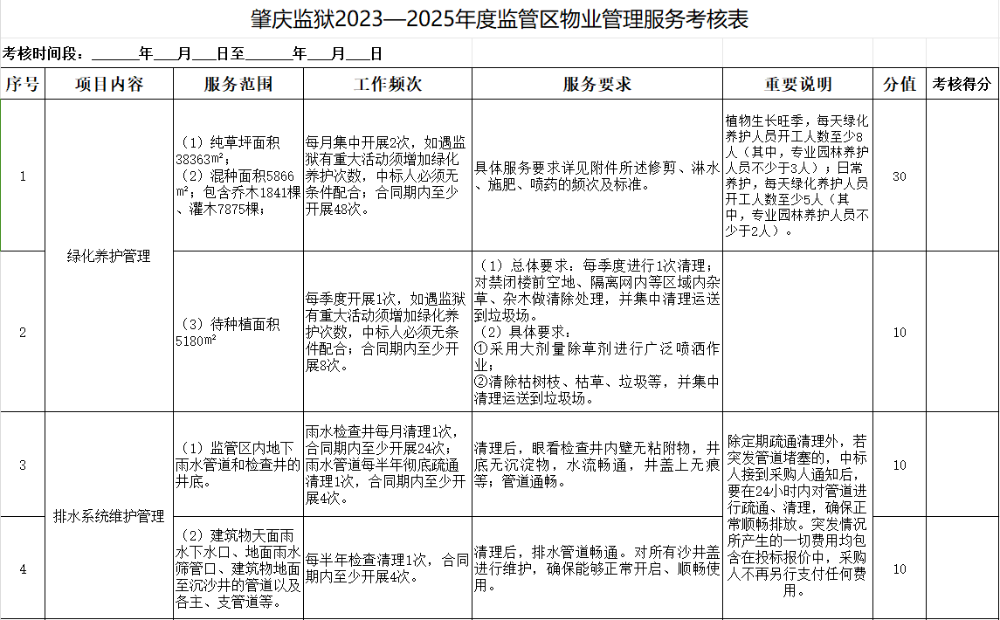 肇庆监狱2023—2025年度监管区物业管理服务考核表
考核时间段：______年___月___日至______年___月___日
序号 项目内容 服务范围 工作频次 服务要求 重要说明 分值 考核得分
1
绿化养护管理
（1）纯草坪面积
38363㎡；
（2）混种面积5866
㎡；包含乔木1841棵
、灌木7875棵；
每月集中开展2次，如遇监
狱有重大活动须增加绿化
养护次数，中标人必须无
条件配合；合同期内至少
开展48次。
具体服务要求详见附件所述修剪、淋水
、施肥、喷药的频次及标准。
植物生长旺季，每天绿化
养护人员开工人数至少8
人（其中，专业园林养护
人员不少于3人）；日常
养护，每天绿化养护人员
开工人数至少5人（其
中，专业园林养护人员不
少于2人）。
30
2
（3）待种植面积
5180㎡
每季度开展1次，如遇监狱
有重大活动须增加绿化养
护次数，中标人必须无条
件配合；合同期内至少开
展8次。
（1）总体要求：每季度进行1次清理；
对禁闭楼前空地、隔离网内等区域内杂
草、杂木做清除处理，并集中清理运送
到垃圾场。
（2）具体要求：
①采用大剂量除草剂进行广泛喷洒作
业；
②清除枯树枝、枯草、垃圾等，并集中
清理运送到垃圾场。
10
3
排水系统维护管理
（1）监管区内地下
雨水管道和检查井的
井底。
雨水检查井每月清理1次，
合同期内至少开展24次；
雨水管道每半年彻底疏通
清理1次，合同期内至少开
展4次。
清理后，眼看检查井内壁无粘附物，井
底无沉淀物，水流畅通，井盖上无痕
等；管道通畅。
除定期疏通清理外，若
突发管道堵塞的，中标
人接到采购人通知后，
要在24小时内对管道进
行疏通、清理，确保正
常顺畅排放。突发情况
所产生的一切费用均包
含在投标报价中，采购
人不再另行支付任何费
用。
10
4
（2）建筑物天面雨
水下水口、地面雨水
筛管口、建筑物地面
至沉沙井的管道以及
各主、支管道等。
每半年检查清理1次，合同
期内至少开展4次。
清理后，排水管道畅通。对所有沙井盖
进行维护，确保能够正常开启、顺畅使
用。
10